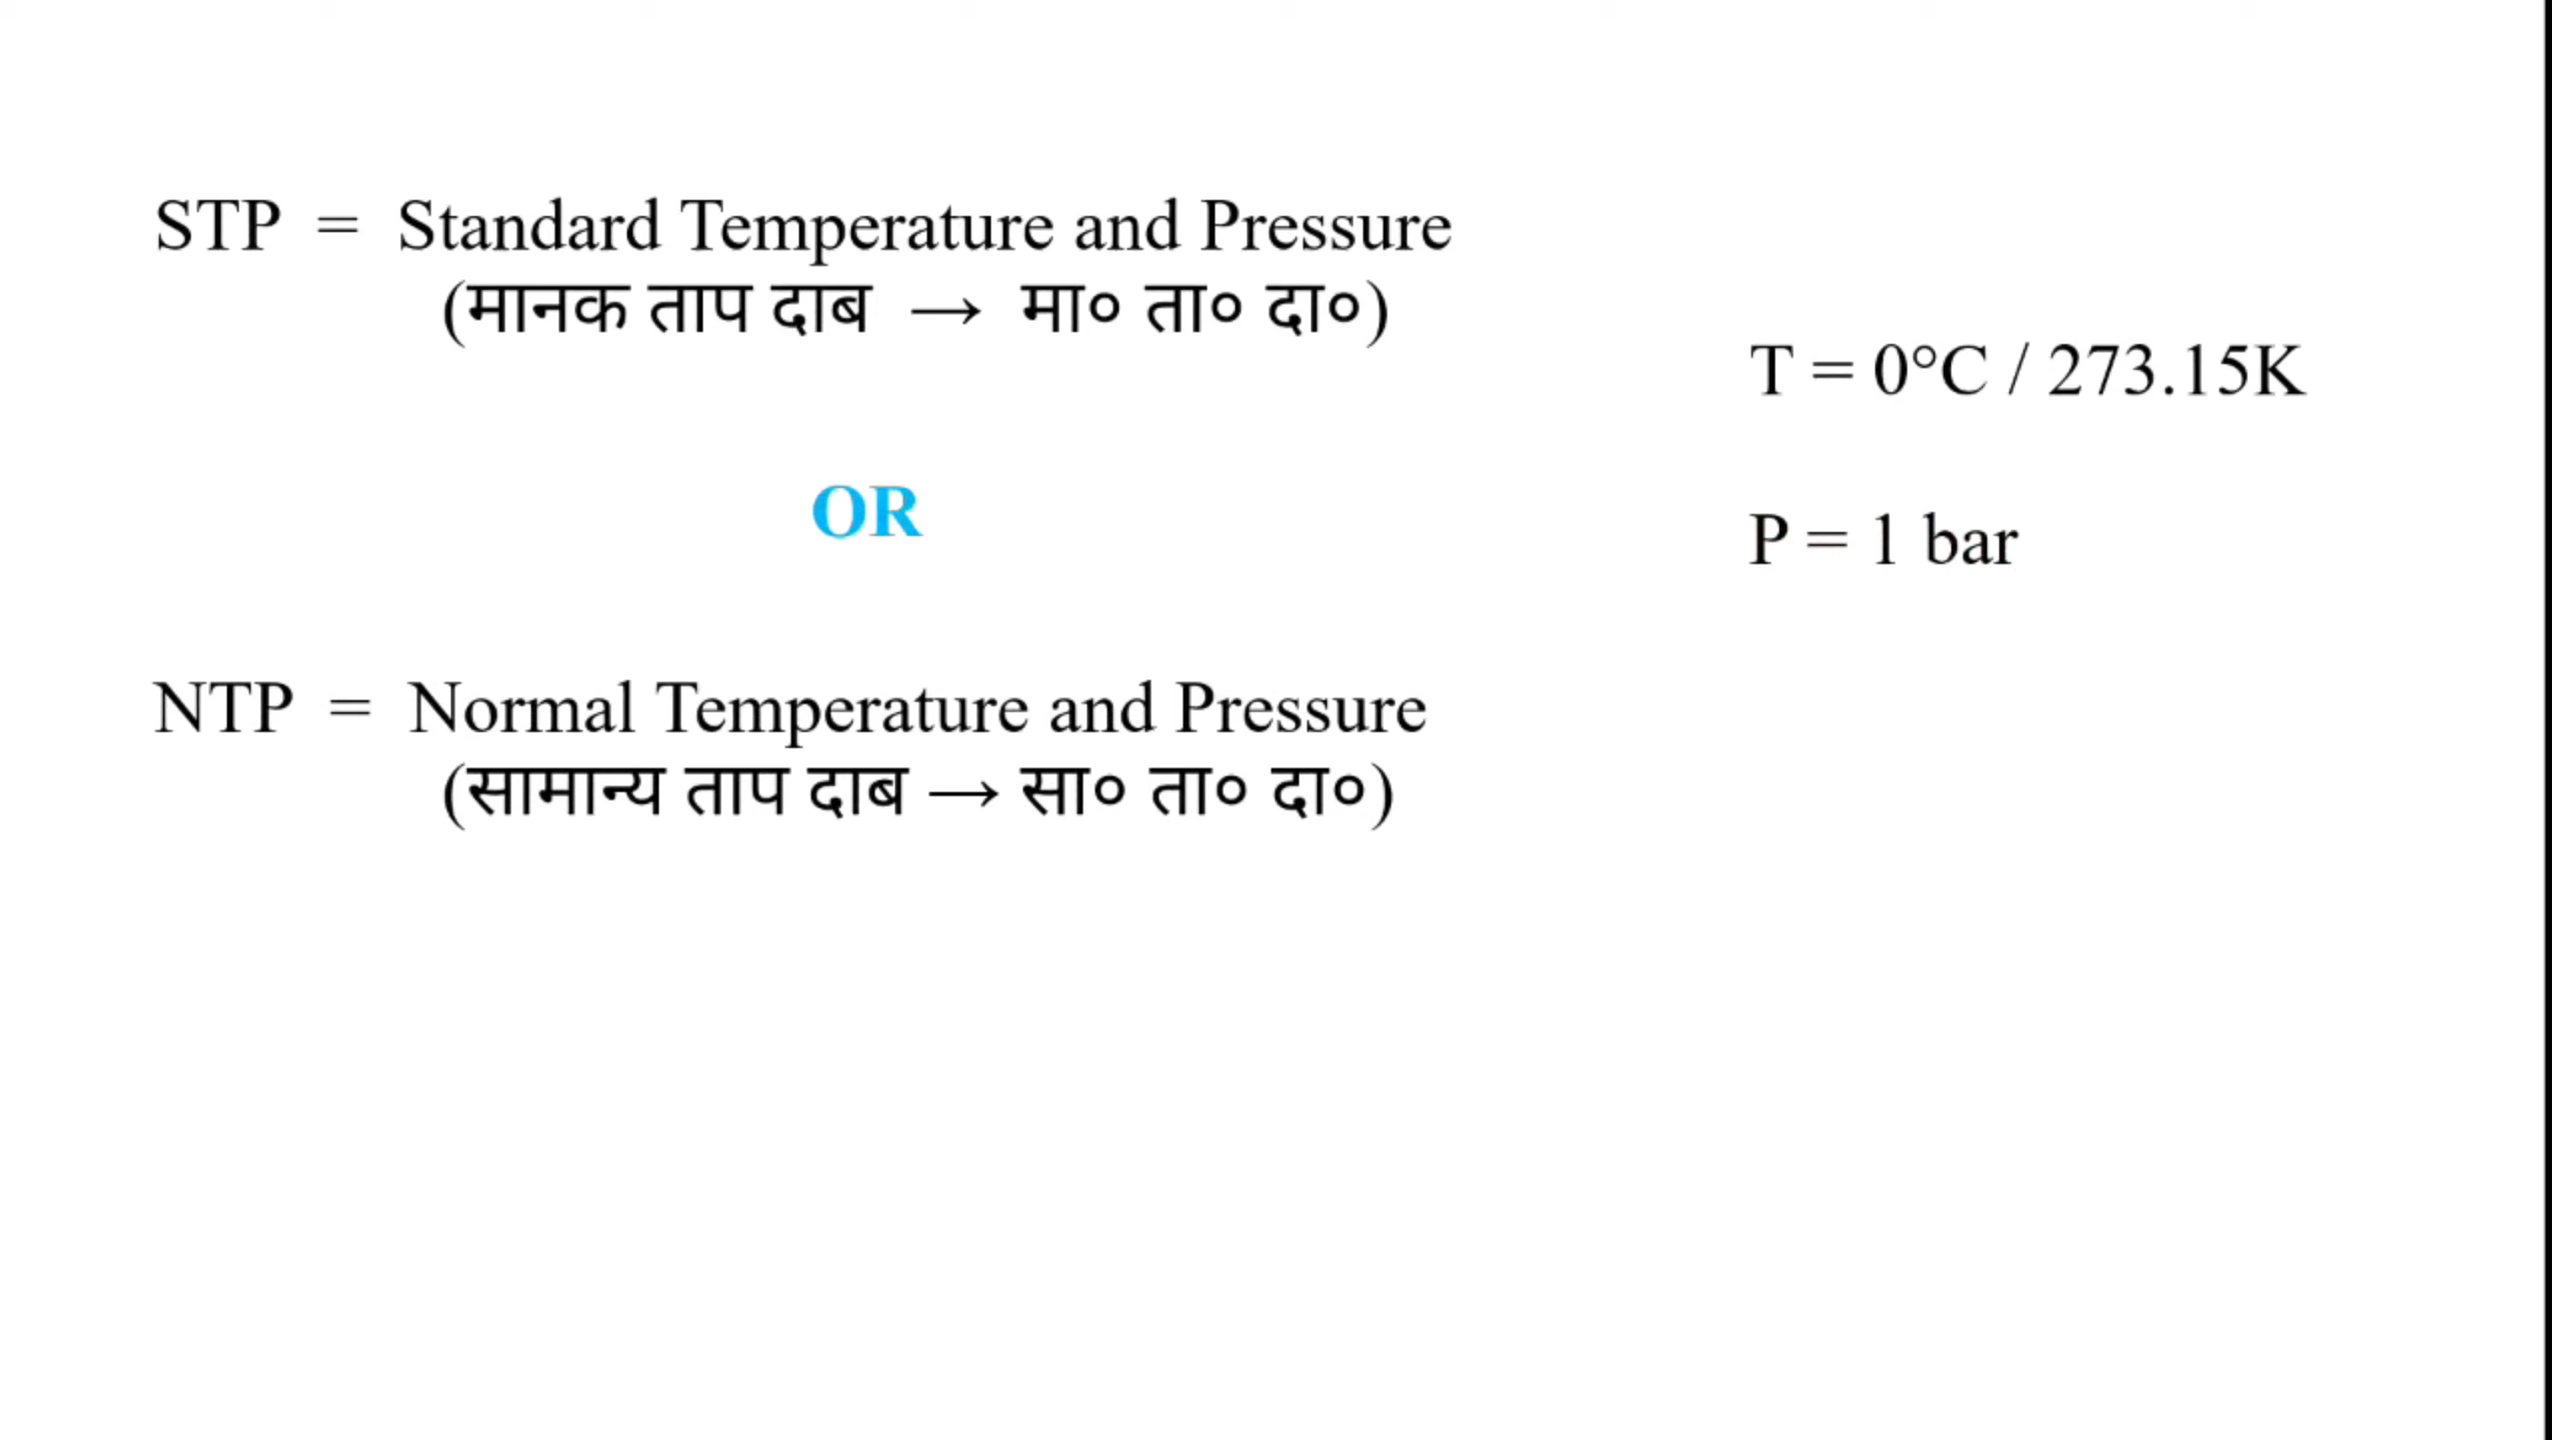 STP = Standard Temperature and Pressure
(मानक ताप दाब → मा० ता० दा०)
T = 0°C / 273.15K
OR
P = 1 bar
NTP = Normal Temperature and Pressure
(सामान्य ताप दाब → सा० ता० दा०)